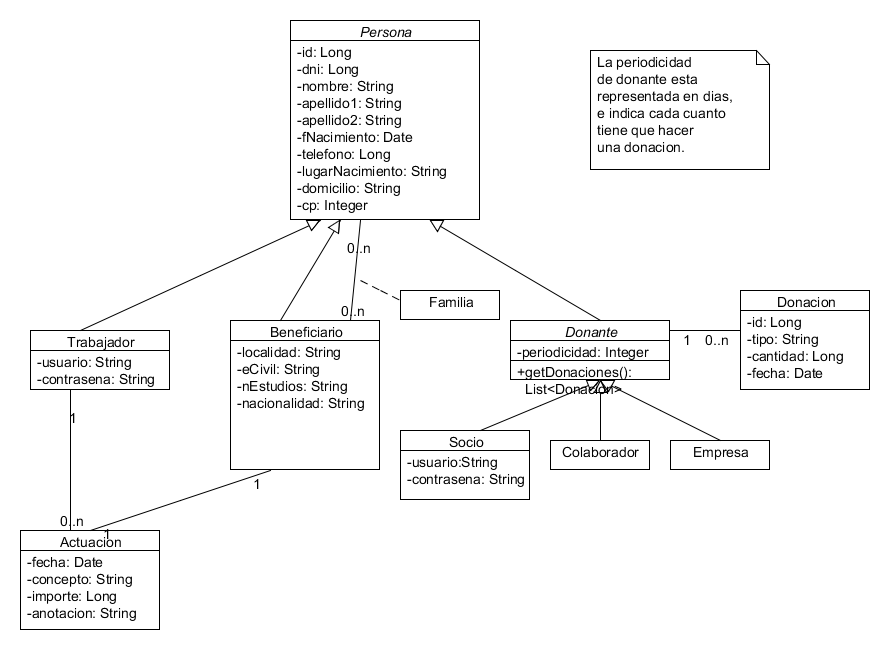 Persona
-id: Long
-dni: Long
-nombre: String
-apellido1: String
-apellido2: String
-fNacimiento: Date
-telefono: Long
-lugarNacimiento: String
-domicilio: String
-cp: Integer
La periodicidad
de donante esta
representada en dias,
e indica cada cuanto
tiene que hacer
una donacion.
0..n
0..n
Familia
Trabajador
-usuario: String
-contrasena: String
Beneficiario
-localidad: String
-eCivil: String
-nEstudios: String
-nacionalidad: String
Donante
-periodicidad: Integer
+getDonaciones():
List<Donacion>
1 0..n
Donacion
-id: Long
-tipo: String
-cantidad: Long
-fecha: Date
Socio
-usuario:String
-contrasena: String
Colaborador
Empresa
1
1
0..n
1
Actuacion
-fecha: Date
-concepto: String
-importe: Long
-anotacion: String